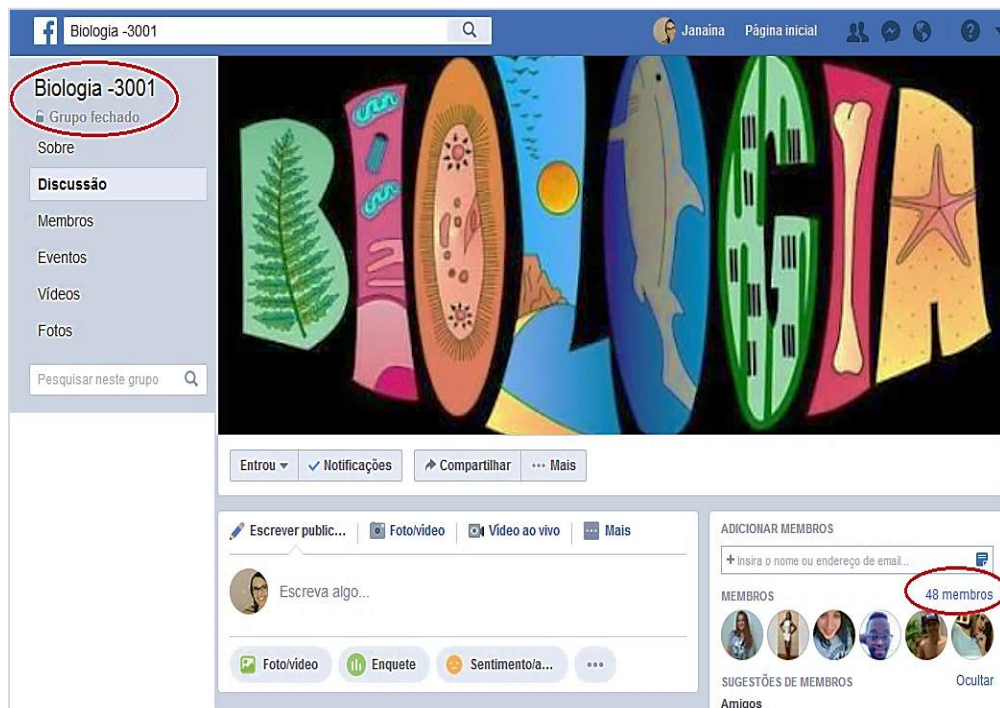 f Biologia -3001
Janaína Página inicial
Biologia -3001
Grupo fechado
Sobre
Discussão
Membros
Eventos
Vídeos
Fotos
Pesquisar neste grupo
BIOLOGIA
Entrou Notificações Compartilhar ... Mais
Escrever public... Foto/vídeo Vídeo ao vivo Mais
Escreva algo...
Foto/vídeo Enquete Sentimento/a... ...
ADICIONAR MEMBROS
+ Insira o nome ou endereço de email...
MEMBROS 48 membros
SUGESTÕES DE MEMBROS Ocultar
Amigos